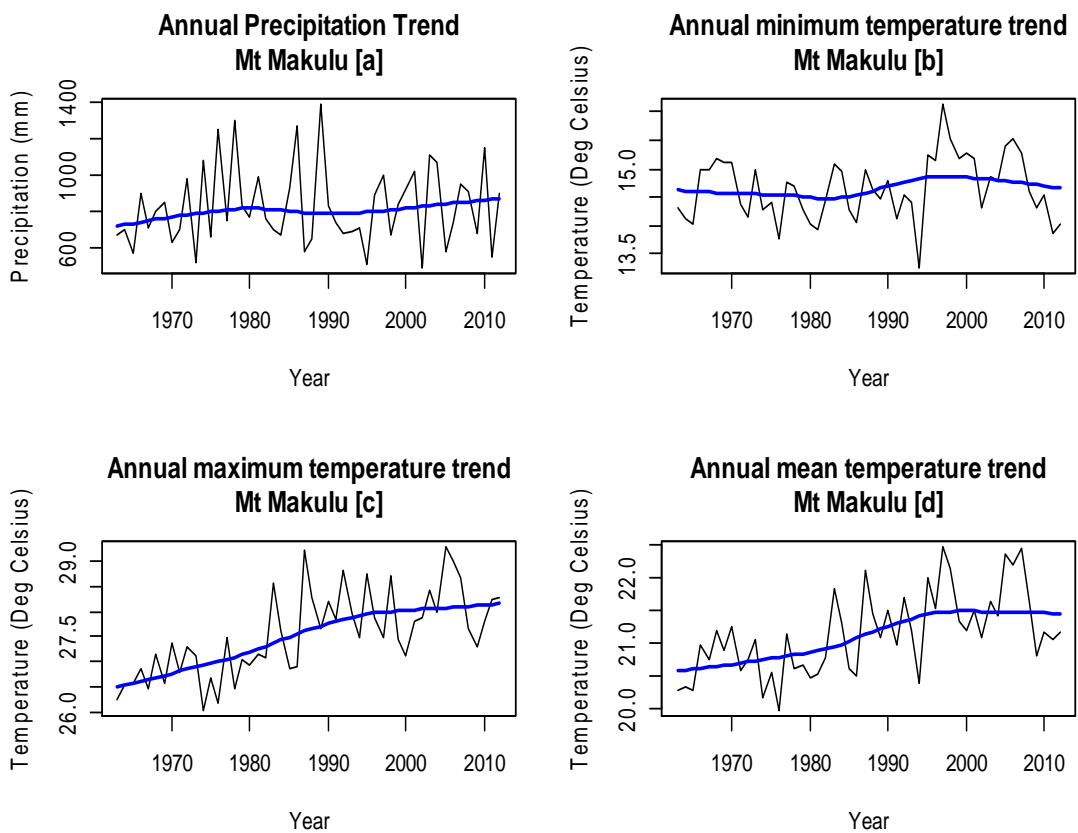 Annual Precipitation Trend
Mt Makulu [a]
Precipitation (mm)
600 1000 1400
1970 1980 1990 2000 2010
Year
Annual minimum temperature trend
Mt Makulu [b]
Temperature (Deg Celsius)
13.5 15.0
1970 1980 1990 2000 2010
Year
Annual maximum temperature trend
Mt Makulu [c]
Temperature (Deg Celsius)
26.0 27.5 29.0
1970 1980 1990 2000 2010
Year
Annual mean temperature trend
Mt Makulu [d]
Temperature (Deg Celsius)
20.0 21.0 22.0
1970 1980 1990 2000 2010
Year